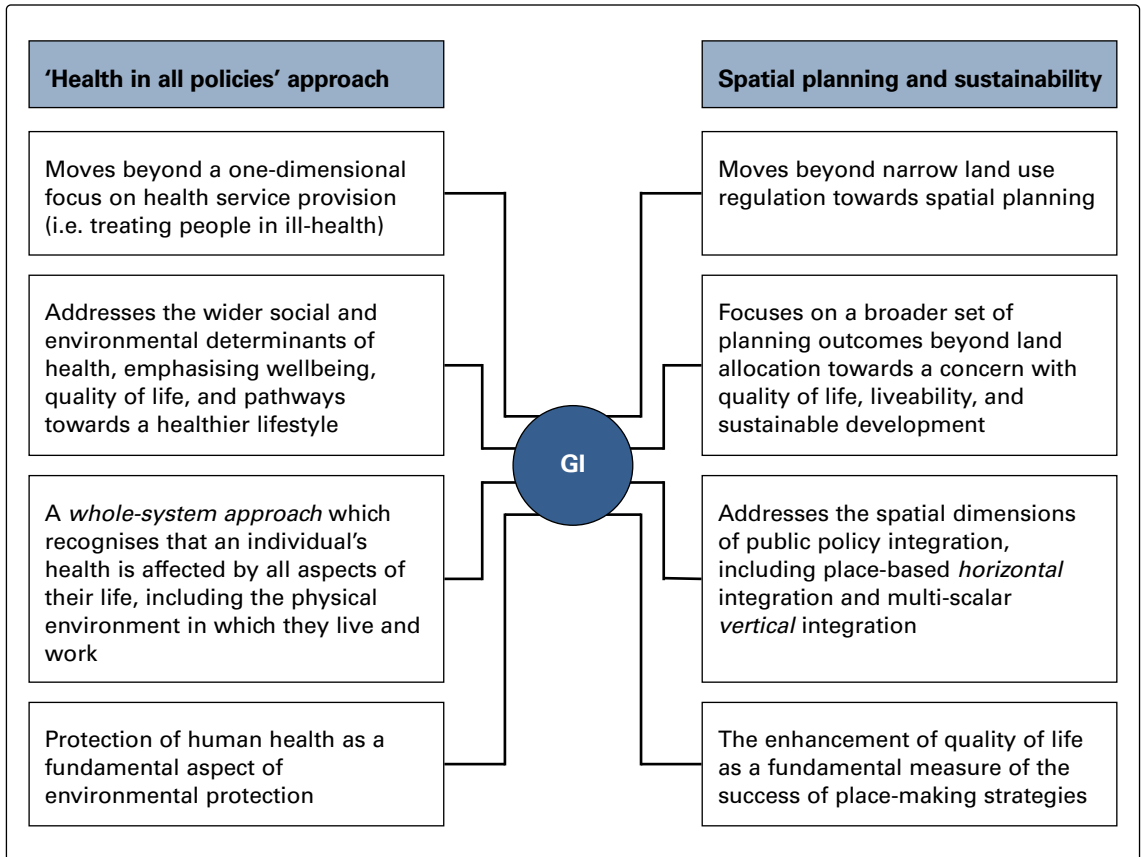 ‘Health in all policies’ approach
Moves beyond a one-dimensional
focus on health service provision
(i.e. treating people in ill-health)
Addresses the wider social and
environmental determinants of
health, emphasising wellbeing,
quality of life, and pathways
towards a healthier lifestyle
A whole-system approach which
recognises that an individual’s
health is affected by all aspects of
their life, including the physical
environment in which they live and
work
Protection of human health as a
fundamental aspect of
environmental protection
GI
Spatial planning and sustainability
Moves beyond narrow land use
regulation towards spatial planning
Focuses on a broader set of
planning outcomes beyond land
allocation towards a concern with
quality of life, liveability, and
sustainable development
Addresses the spatial dimensions
of public policy integration,
including place-based horizontal
integration and multi-scalar
vertical integration
The enhancement of quality of life
as a fundamental measure of the
success of place-making strategies